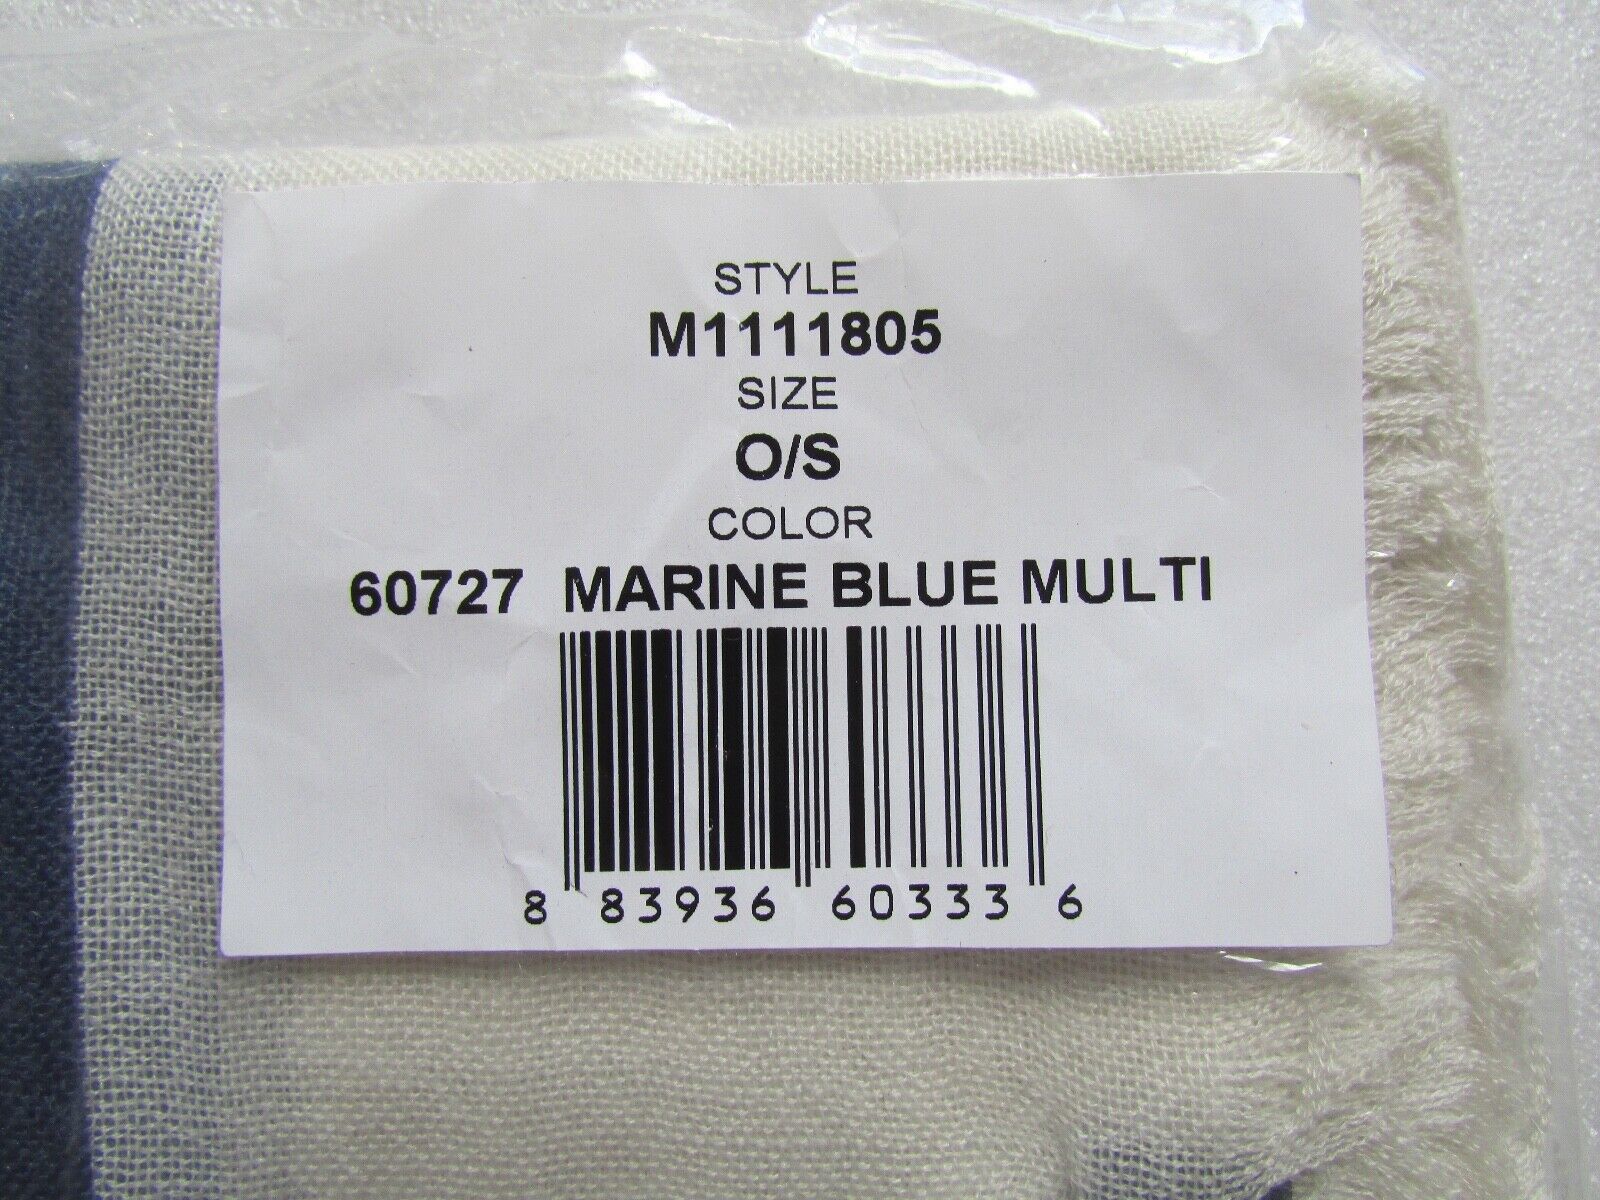 STYLE
M1111805
SIZE
O/S
COLOR
60727 MARINE BLUE MULTI
8 83936 60333 6